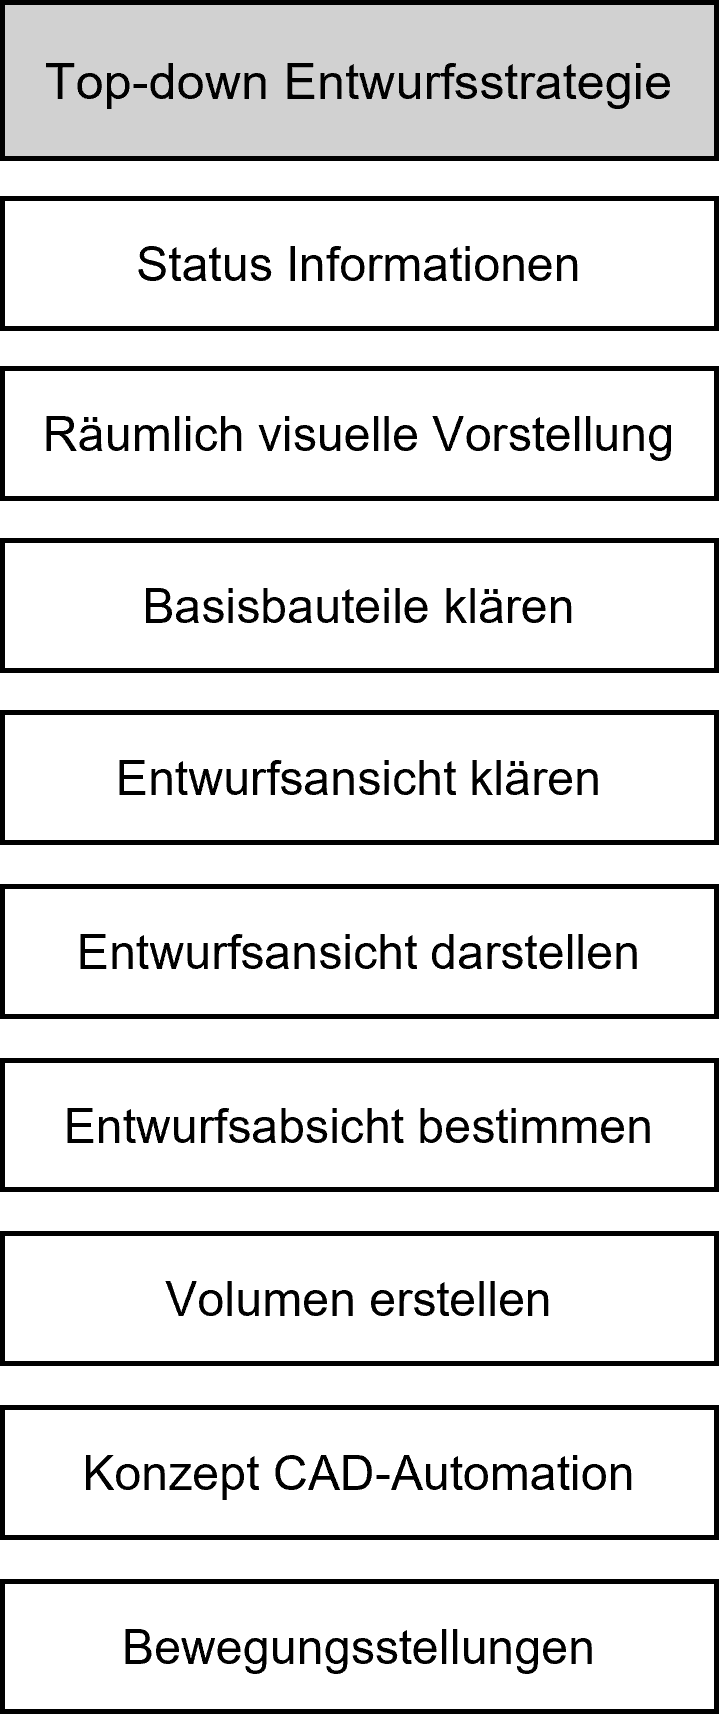 Top-down Entwurfsstrategie
Status Informationen
Räumlich visuelle Vorstellung
Basisbauteile klären
Entwurfsansicht klären
Entwurfsansicht darstellen
Entwurfsabsicht bestimmen
Volumen erstellen
Konzept CAD-Automation
Bewegungsstellungen